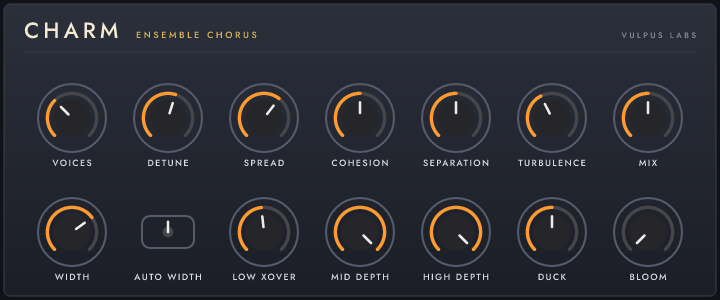 CHARM ENSEMBLE CHORUS VULPUS LABS
VOICES DETUNE SPREAD COHESION SEPARATION TURBULENCE MIX
WIDTH AUTO WIDTH LOW XOVER MID DEPTH HIGH DEPTH DUCK BLOOM